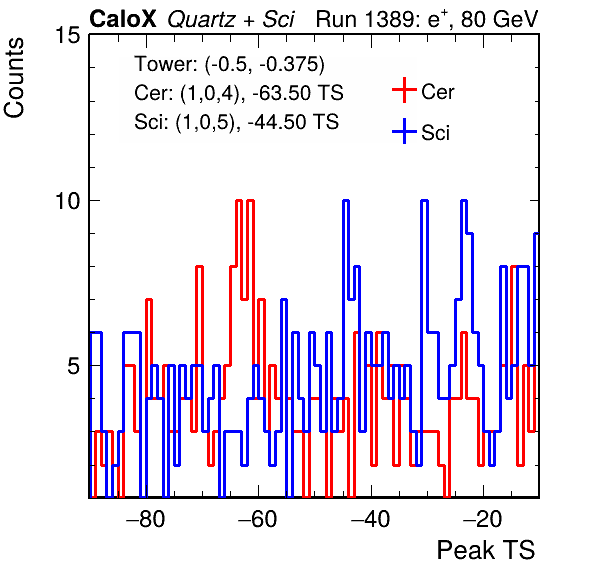 CaloX Quartz + Sci Run 1389: e⁺, 80 GeV
Counts
Tower: (-0.5, -0.375)
Cer: (1,0,4), -63.50 TS
Sci: (1,0,5), -44.50 TS
Cer
Sci
15
10
5
−80 −60 −40 −20
Peak TS